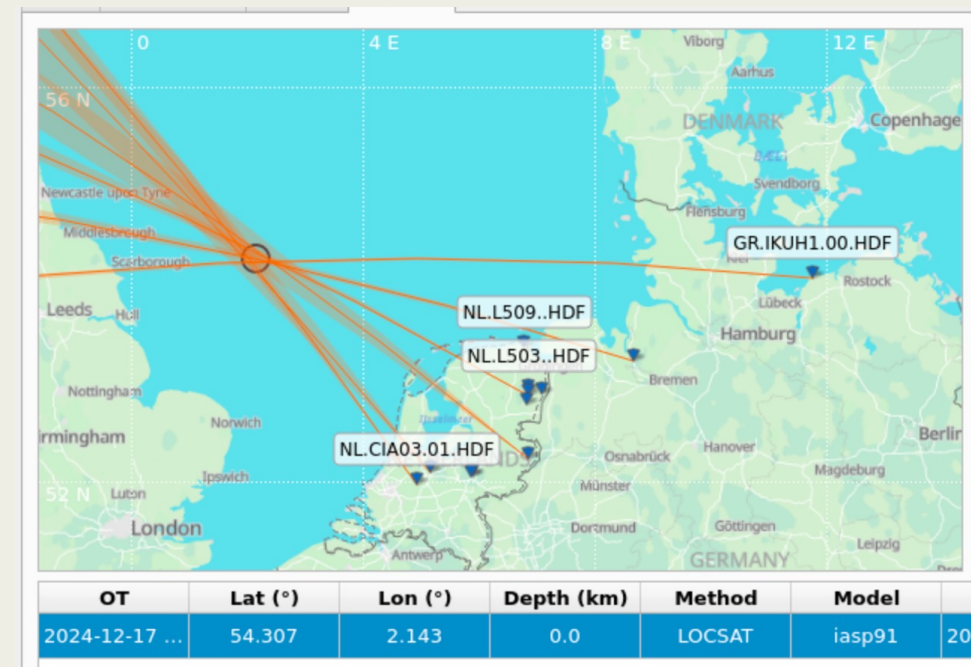 0
4 E
8 E
12 E
Viborg
Aarhus
56 N
DENMARK
Copenhage
Svendborg
Newcastle upon Tyne
Flensburg
Middlesbrough
GR.IKUH1.00.HDF
Scarborough
Rostock
Lübeck
Leeds
Hull
NL.L509..HDF
Hamburg
NL.L503..HDF
Bremen
Nottingham
IJsselmeer
Norwich
rmingham
Berlin
NL.CIA03.01.HDF
NDS
Hanover
Osnabrück
Magdeburg
Ipswich
Münster
52 N
Luton
London
Dortmund
Göttingen
Leipzig
Antwerp
GERMANY
OT
Lat (°)
Lon (°)
Depth (km)
Method
Model
2024-12-17 ...
54.307
2.143
0.0
LOCSAT
iasp91
20